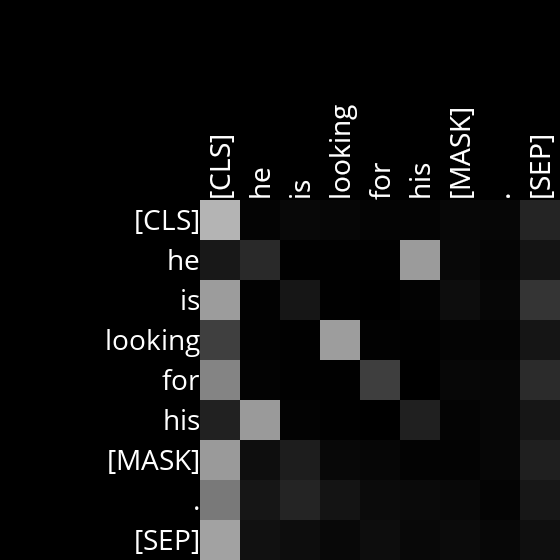 [CLS] he is looking for his [MASK] . [SEP]
[CLS]
he
is
looking
for
his
[MASK]
.
[SEP]